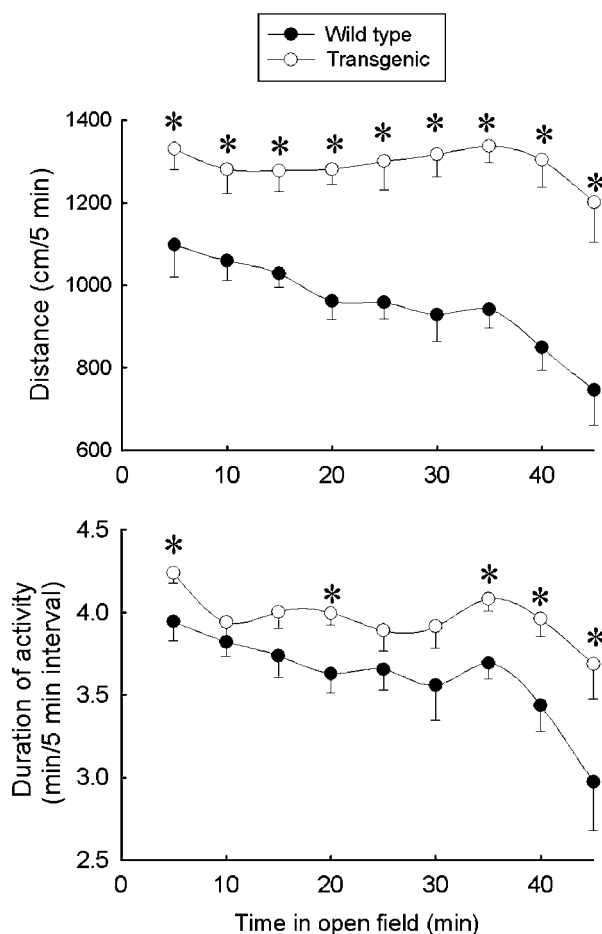 Wild type
Transgenic
* * * * * * * * *
1400
1200
1000
800
600
Distance (cm/5 min)
0 10 20 30 40
* * * * *
4.5
4.0
3.5
3.0
2.5
Duration of activity
(min/5 min interval)
0 10 20 30 40
Time in open field (min)